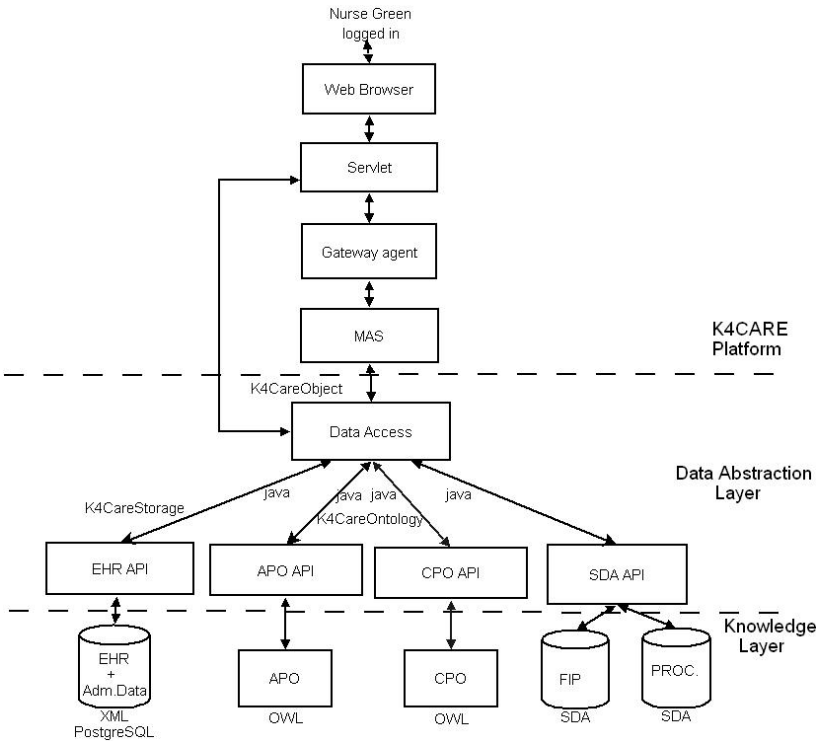 Nurse Green
logged in
Web Browser
Servlet
Gateway agent
MAS
K4CARE
Platform
K4CareObject
Data Access
Data Abstraction
Layer
K4CareStorage
java
java
java
java
K4CareOntology
EHR API
APO API
CPO API
SDA API
Knowledge
Layer
EHR
+
Adm.Data
APO
CPO
FIP
PROC.
XML
PostgreSQL
OWL
OWL
SDA
SDA